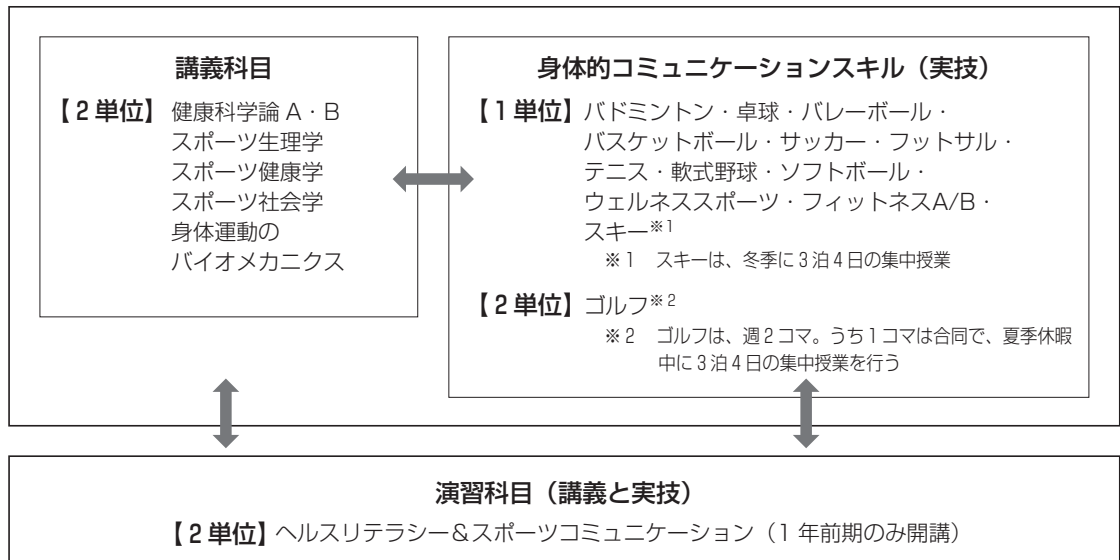 講義科目
【2単位】健康科学論 A・B
スポーツ生理学
スポーツ健康学
スポーツ社会学
身体運動の
バイオメカニクス
身体的コミュニケーションスキル（実技）
【1単位】バドミントン・卓球・バレーボール・
バスケットボール・サッカー・フットサル・
テニス・軟式野球・ソフトボール・
ウェルネススポーツ・フィットネスA/B・
スキー※1
※1　スキーは、冬季に3泊4日の集中授業
【2単位】ゴルフ※2
※2　ゴルフは、週2コマ。うち1コマは合同で、夏季休暇
中に3泊4日の集中授業を行う
演習科目（講義と実技）
【2単位】ヘルスリテラシー＆スポーツコミュニケーション（1年前期のみ開講）